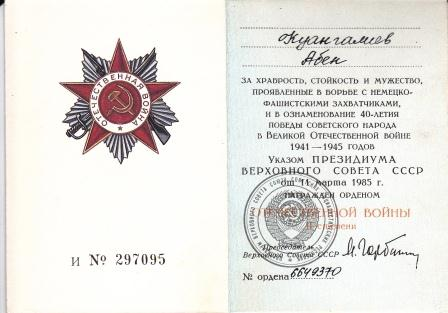 ОТЕЧЕСТВЕННАЯ ВОЙНА
И № 297095
Куангалиев
Абен
ЗА ХРАБРОСТЬ, СТОЙКОСТЬ И МУЖЕСТВО,
ПРОЯВЛЕННЫЕ В БОРЬБЕ С НЕМЕЦКО-
ФАШИСТСКИМИ ЗАХВАТЧИКАМИ,
И В ОЗНАМЕНОВАНИЕ 40-ЛЕТИЯ
ПОБЕДЫ СОВЕТСКОГО НАРОДА
В ВЕЛИКОЙ ОТЕЧЕСТВЕННОЙ ВОЙНЕ
1941—1945 ГОДОВ
УКАЗОМ ПРЕЗИДИУМА
ВЕРХОВНОГО СОВЕТА СССР
от 11 марта 1985 г.
НАГРАЖДЕН ОРДЕНОМ
ОТЕЧЕСТВЕННОЙ ВОЙНЫ
II степени
Председатель
Верховного Совета СССР
№ ордена 6649370